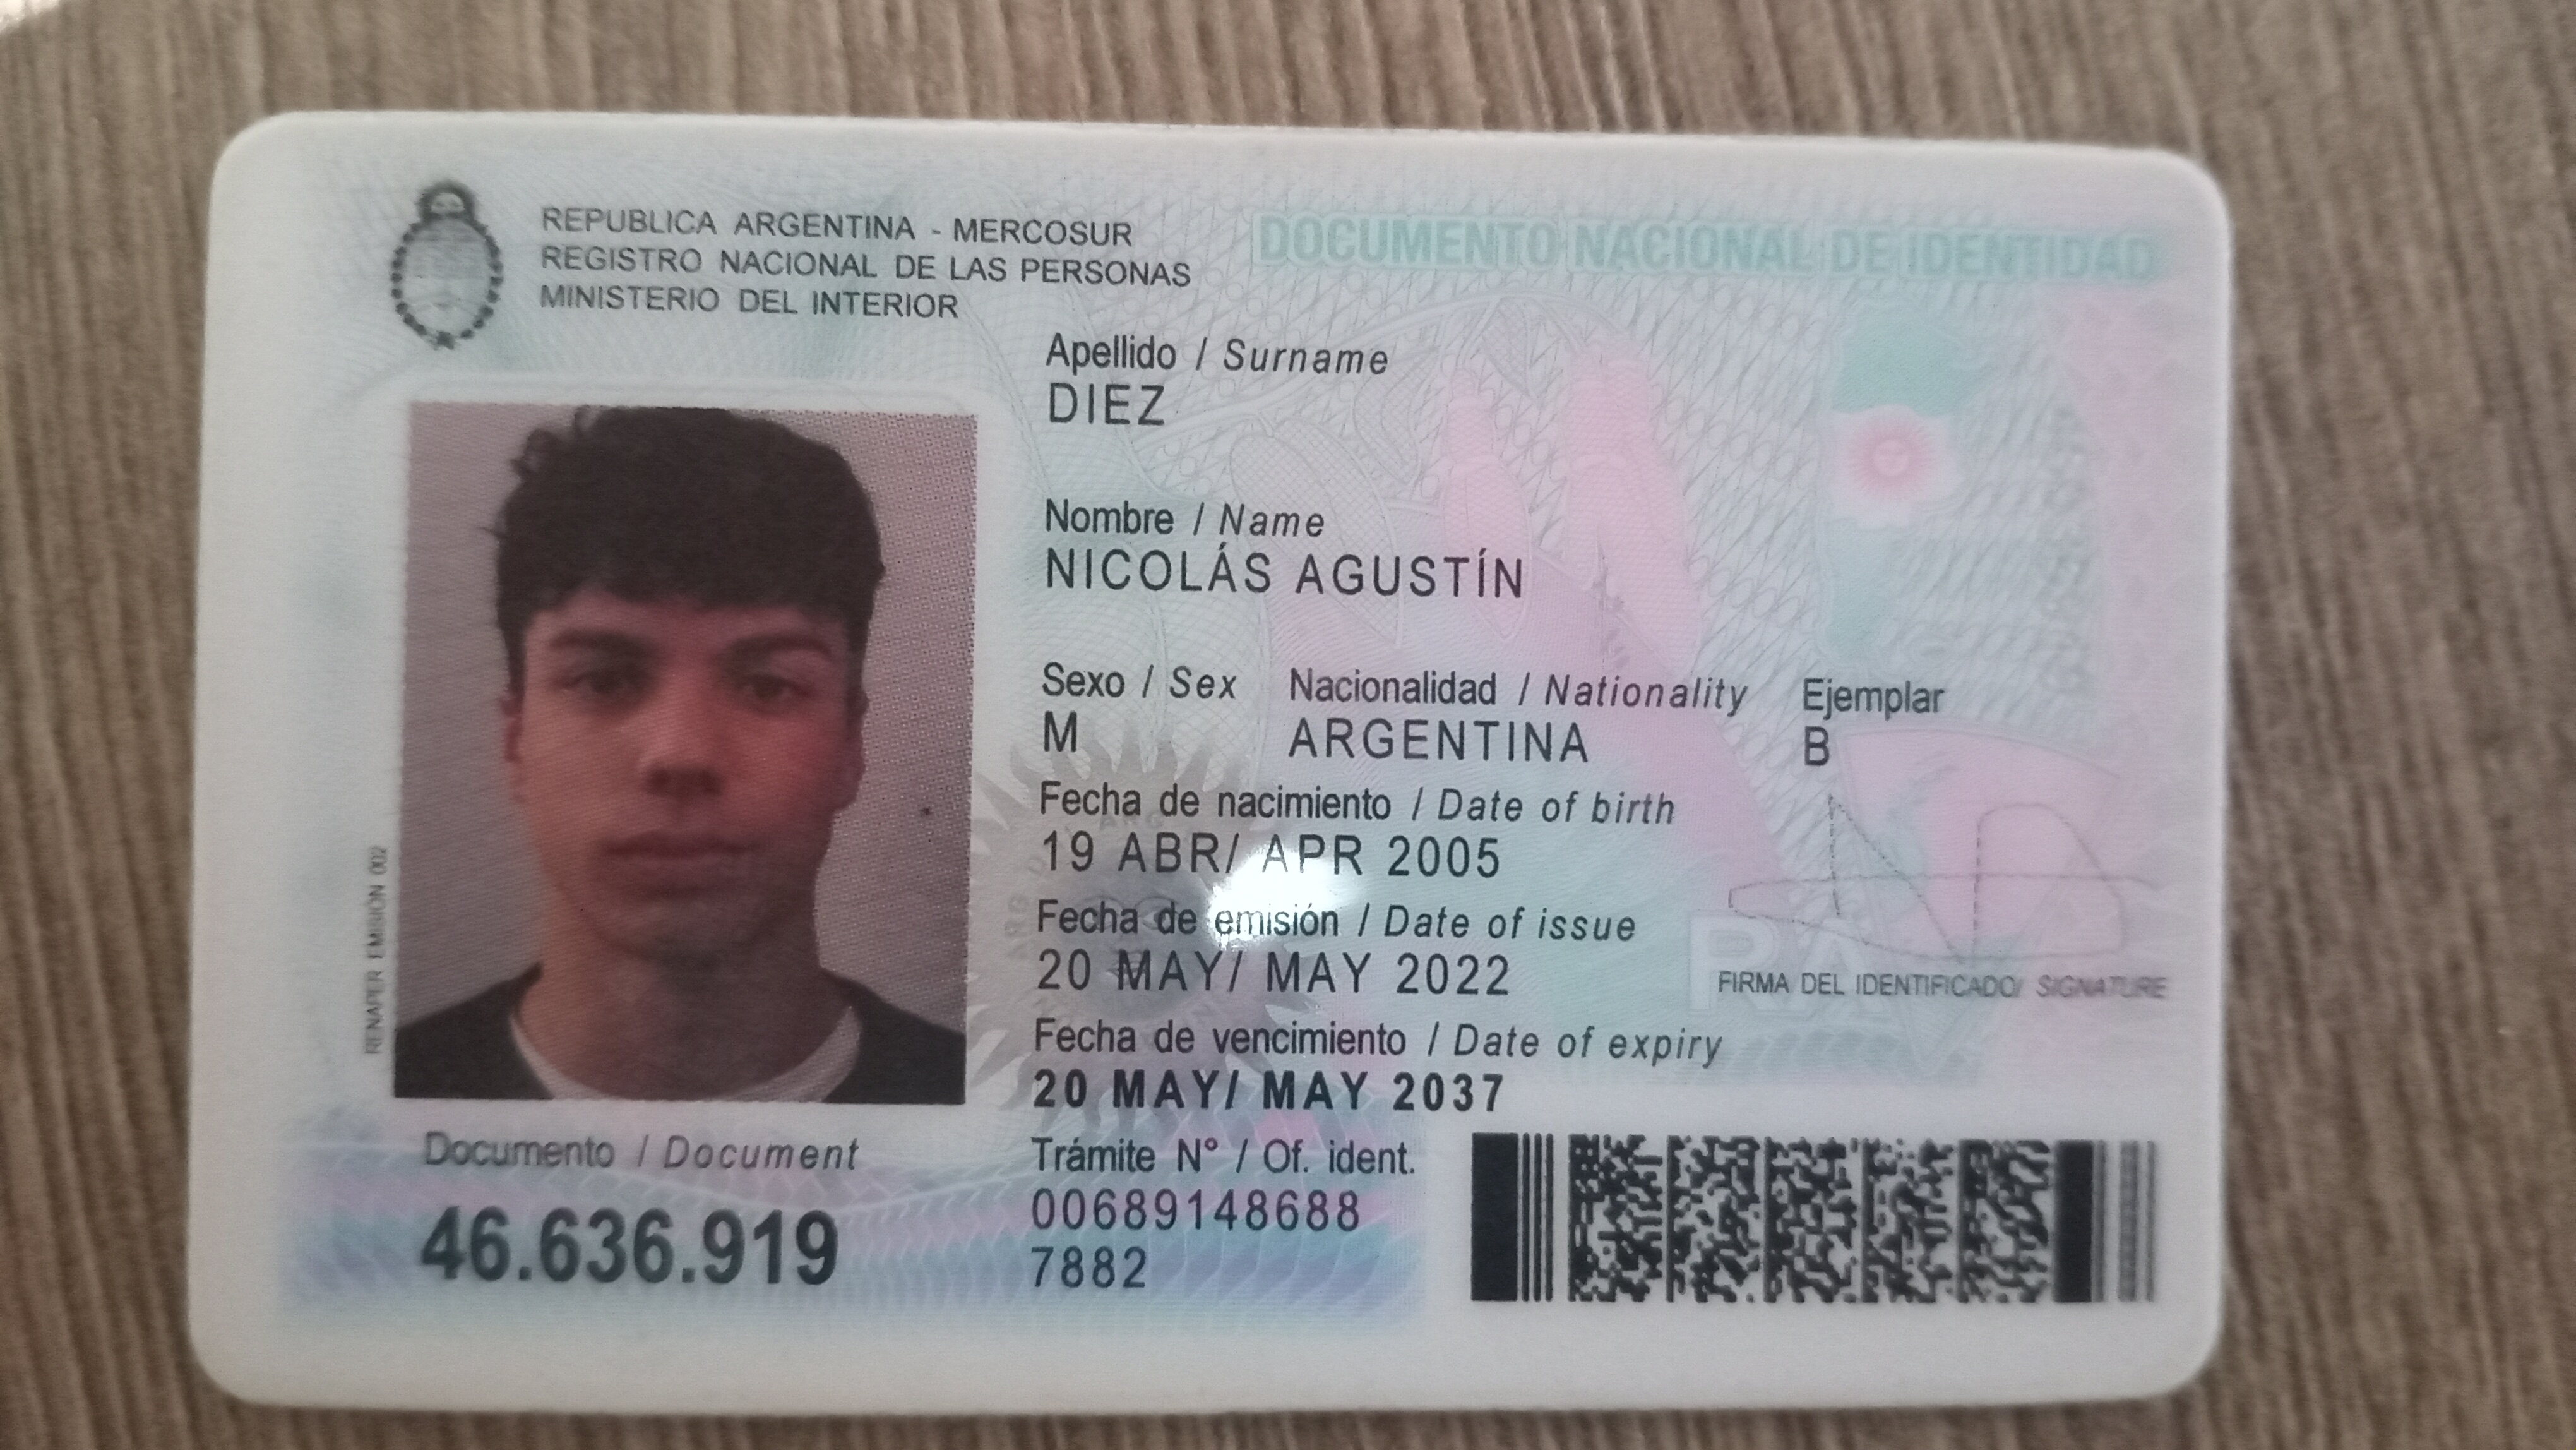 REPUBLICA ARGENTINA - MERCOSUR
REGISTRO NACIONAL DE LAS PERSONAS
MINISTERIO DEL INTERIOR
DOCUMENTO NACIONAL DE IDENTIDAD
Apellido / Surname
DIEZ
Nombre / Name
NICOLÁS AGUSTÍN
Sexo / Sex Nacionalidad / Nationality Ejemplar
M ARGENTINA B
Fecha de nacimiento / Date of birth
19 ABR/ APR 2005
Fecha de emisión / Date of issue
20 MAY/ MAY 2022
FIRMA DEL IDENTIFICADO/ SIGNATURE
Fecha de vencimiento / Date of expiry
20 MAY/ MAY 2037
RENAPER EMISIÓN 002
Documento / Document
46.636.919
Trámite N° / Of. ident.
00689148688
7882